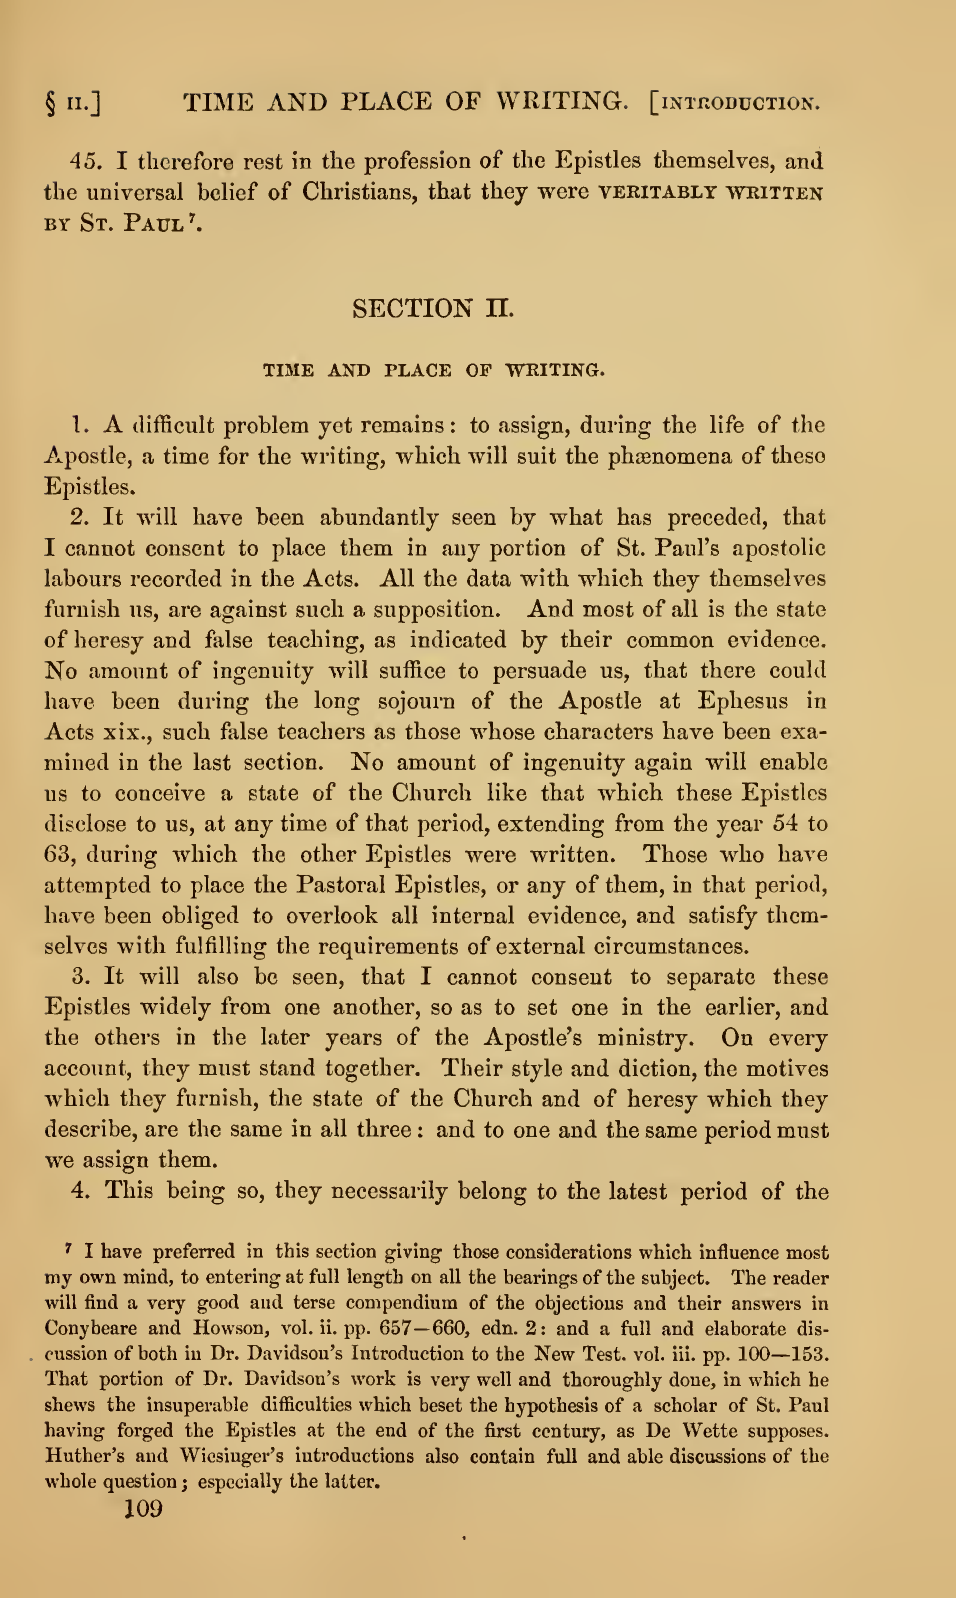 § II.] TIME AND PLACE OF WRITING. [INTRODUCTION.
45. I therefore rest in the profession of the Epistles themselves, and
the universal belief of Christians, that they were VERITABLY WRITTEN
BY ST. PAUL⁷.
SECTION II.
TIME AND PLACE OF WRITING.
1. A difficult problem yet remains: to assign, during the life of the
Apostle, a time for the writing, which will suit the phænomena of these
Epistles.
2. It will have been abundantly seen by what has preceded, that
I cannot consent to place them in any portion of St. Paul's apostolic
labours recorded in the Acts. All the data with which they themselves
furnish us, are against such a supposition. And most of all is the state
of heresy and false teaching, as indicated by their common evidence.
No amount of ingenuity will suffice to persuade us, that there could
have been during the long sojourn of the Apostle at Ephesus in
Acts xix., such false teachers as those whose characters have been exa-
mined in the last section. No amount of ingenuity again will enable
us to conceive a state of the Church like that which these Epistles
disclose to us, at any time of that period, extending from the year 54 to
63, during which the other Epistles were written. Those who have
attempted to place the Pastoral Epistles, or any of them, in that period,
have been obliged to overlook all internal evidence, and satisfy them-
selves with fulfilling the requirements of external circumstances.
3. It will also be seen, that I cannot consent to separate these
Epistles widely from one another, so as to set one in the earlier, and
the others in the later years of the Apostle's ministry. On every
account, they must stand together. Their style and diction, the motives
which they furnish, the state of the Church and of heresy which they
describe, are the same in all three: and to one and the same period must
we assign them.
4. This being so, they necessarily belong to the latest period of the
⁷ I have preferred in this section giving those considerations which influence most
my own mind, to entering at full length on all the bearings of the subject. The reader
will find a very good and terse compendium of the objections and their answers in
Conybeare and Howson, vol. ii. pp. 657—660, edn. 2: and a full and elaborate dis-
cussion of both in Dr. Davidson's Introduction to the New Test. vol. iii. pp. 100—153.
That portion of Dr. Davidson's work is very well and thoroughly done, in which he
shews the insuperable difficulties which beset the hypothesis of a scholar of St. Paul
having forged the Epistles at the end of the first century, as De Wette supposes.
Huther's and Wiesinger's introductions also contain full and able discussions of the
whole question; especially the latter.
109